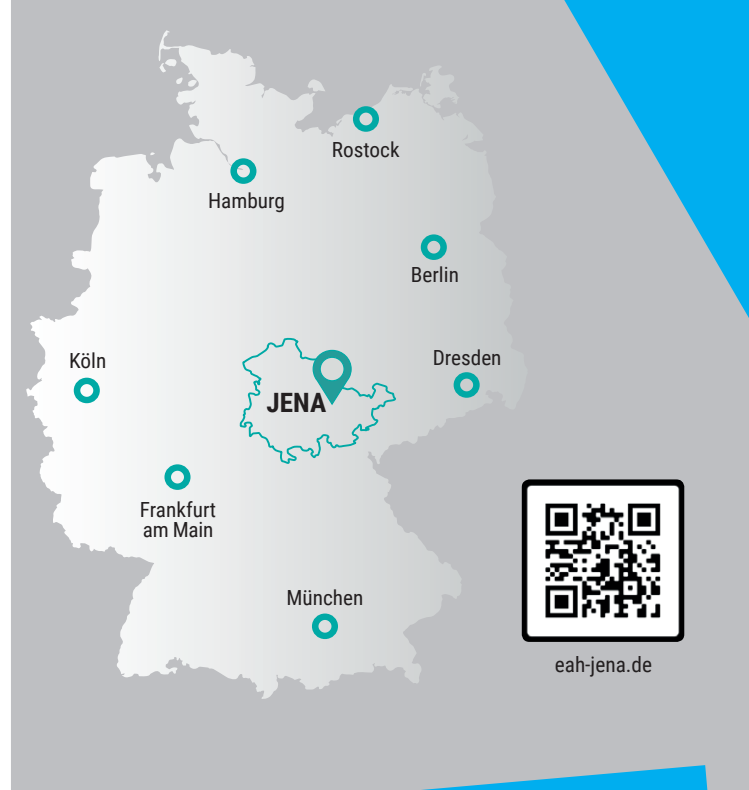 Rostock
Hamburg
Berlin
Köln
Dresden
JENA
Frankfurt
am Main
München
eah-jena.de